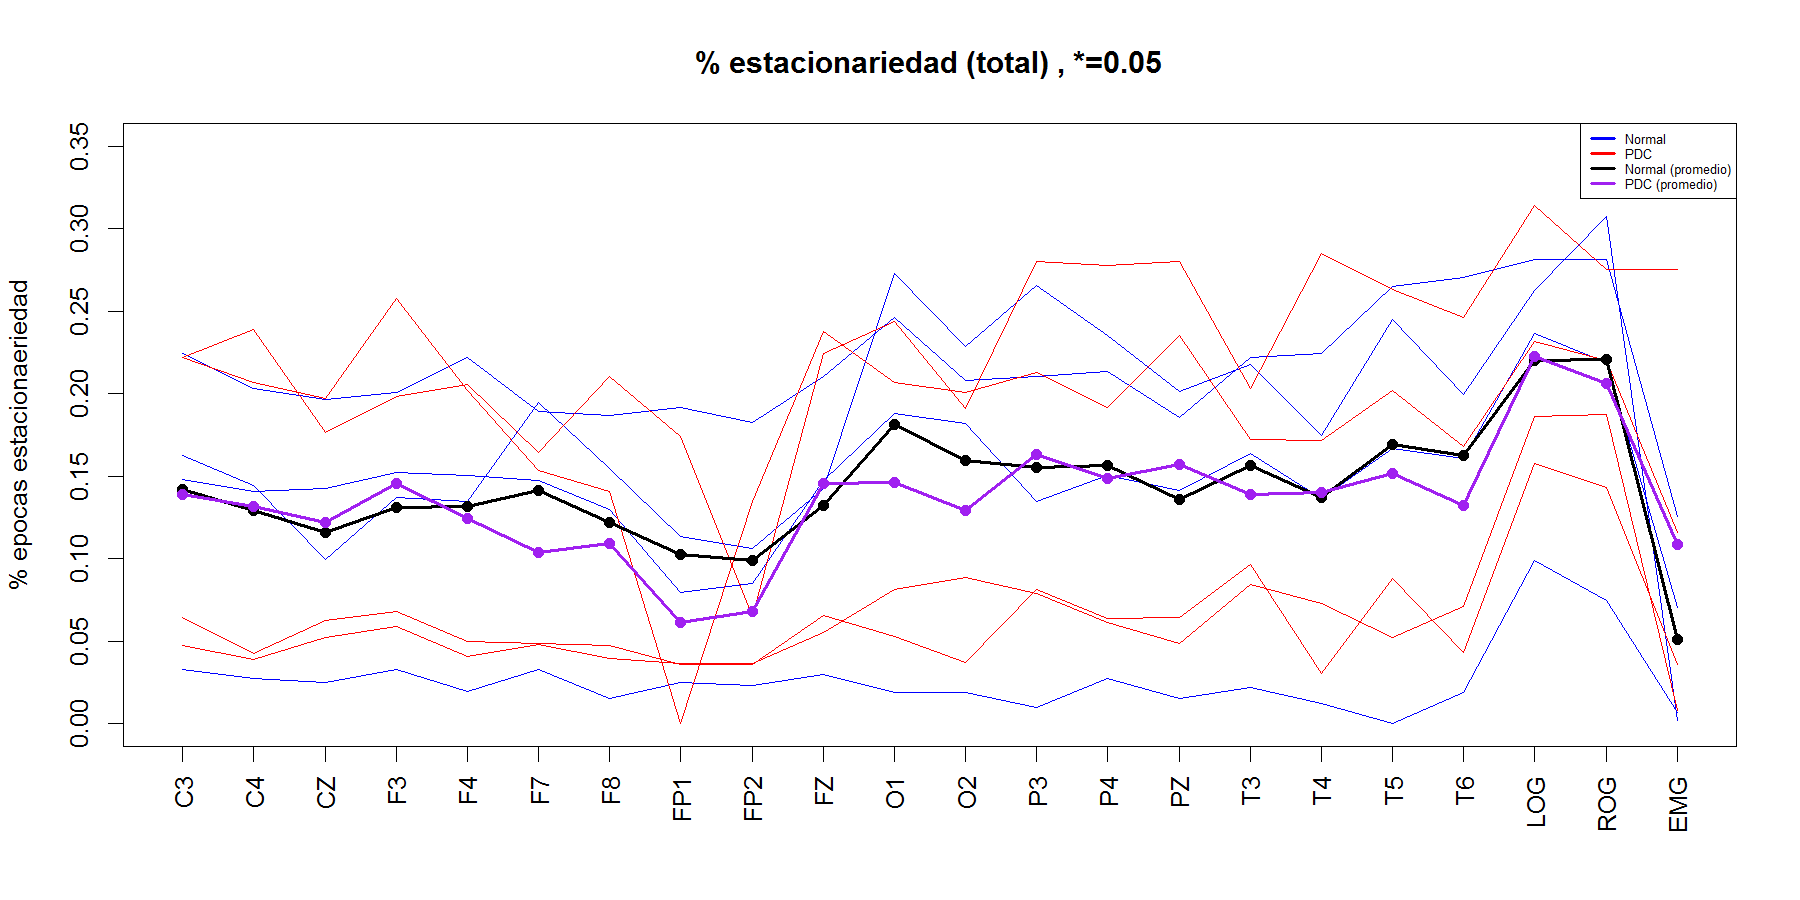 % estacionariedad (total) , *=0.05
% epocas estacionaeriedad
0.35
0.30
0.25
0.20
0.15
0.10
0.05
0.00
Normal
PDC
Normal (promedio)
PDC (promedio)
C3
C4
CZ
F3
F4
F7
F8
FP1
FP2
FZ
O1
O2
P3
P4
PZ
T3
T4
T5
T6
LOG
ROG
EMG